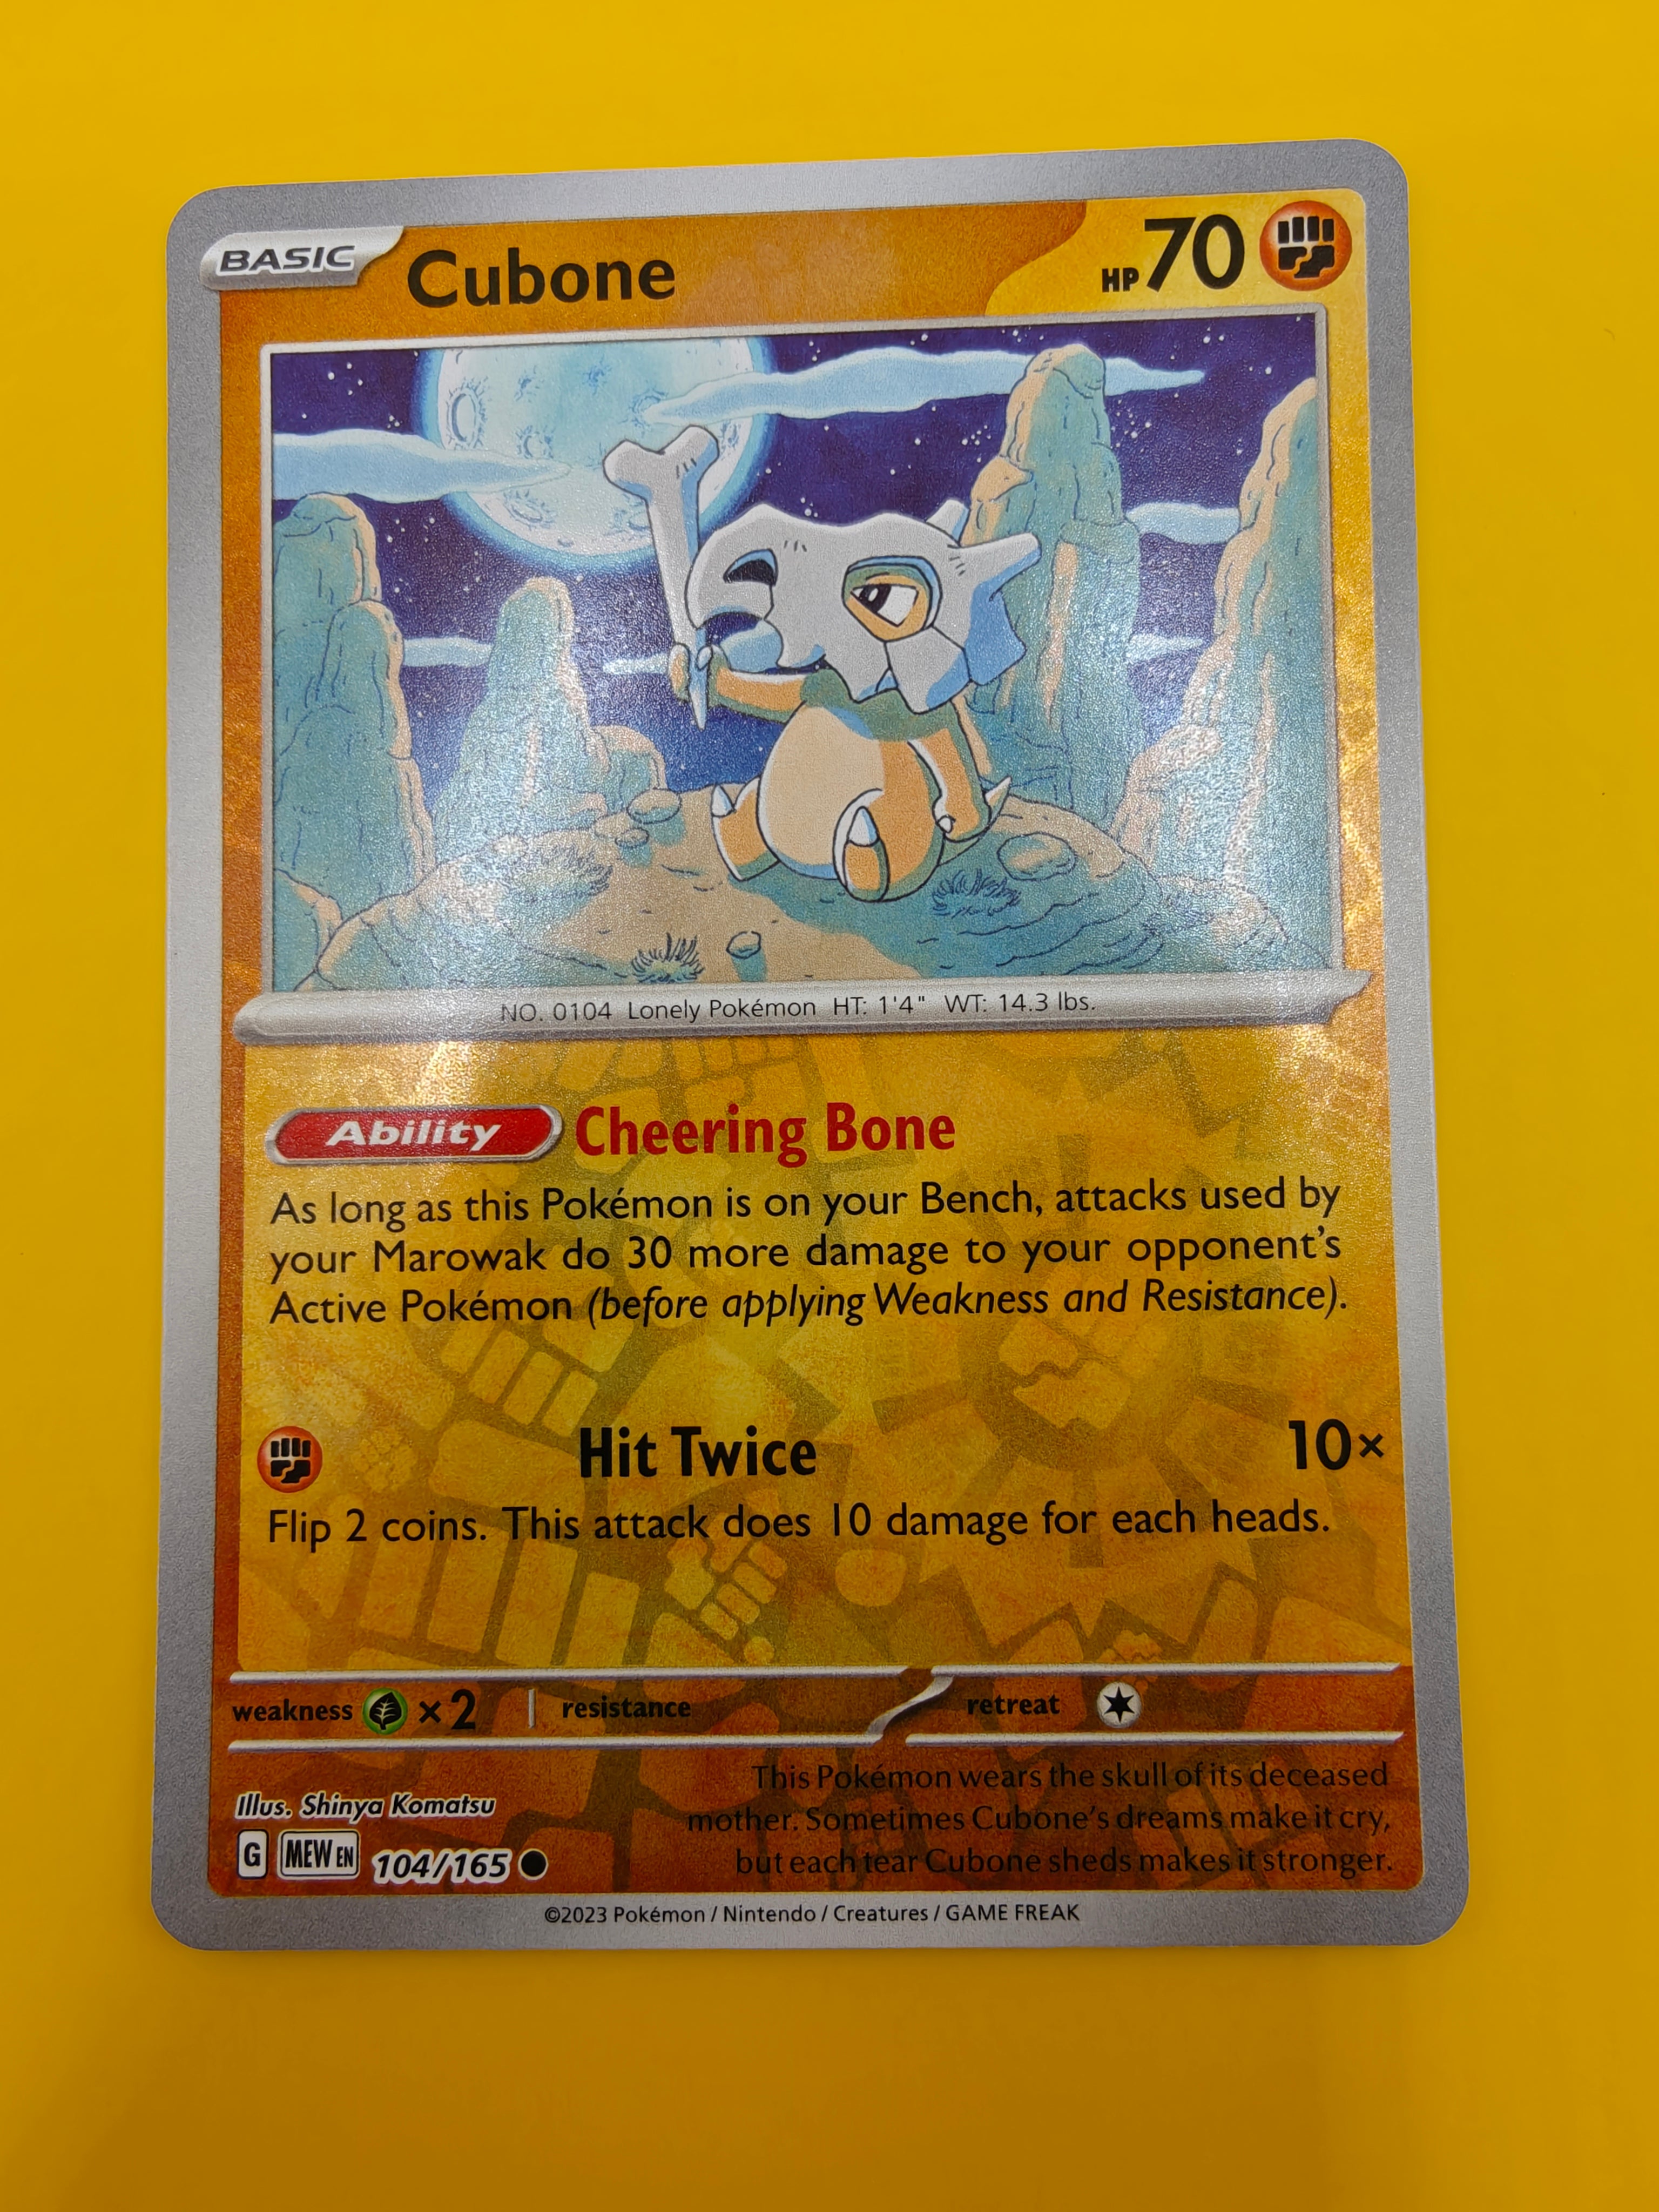 BASIC Cubone HP 70
NO. 0104 Lonely Pokémon HT: 1'4" WT: 14.3 lbs.
Ability Cheering Bone
As long as this Pokémon is on your Bench, attacks used by
your Marowak do 30 more damage to your opponent's
Active Pokémon (before applying Weakness and Resistance).
Hit Twice 10×
Flip 2 coins. This attack does 10 damage for each heads.
weakness ×2 resistance retreat
This Pokémon wears the skull of its deceased
mother. Sometimes Cubone's dreams make it cry,
but each tear Cubone sheds makes it stronger.
Illus. Shinya Komatsu
G MEW EN 104/165
©2023 Pokémon / Nintendo / Creatures / GAME FREAK